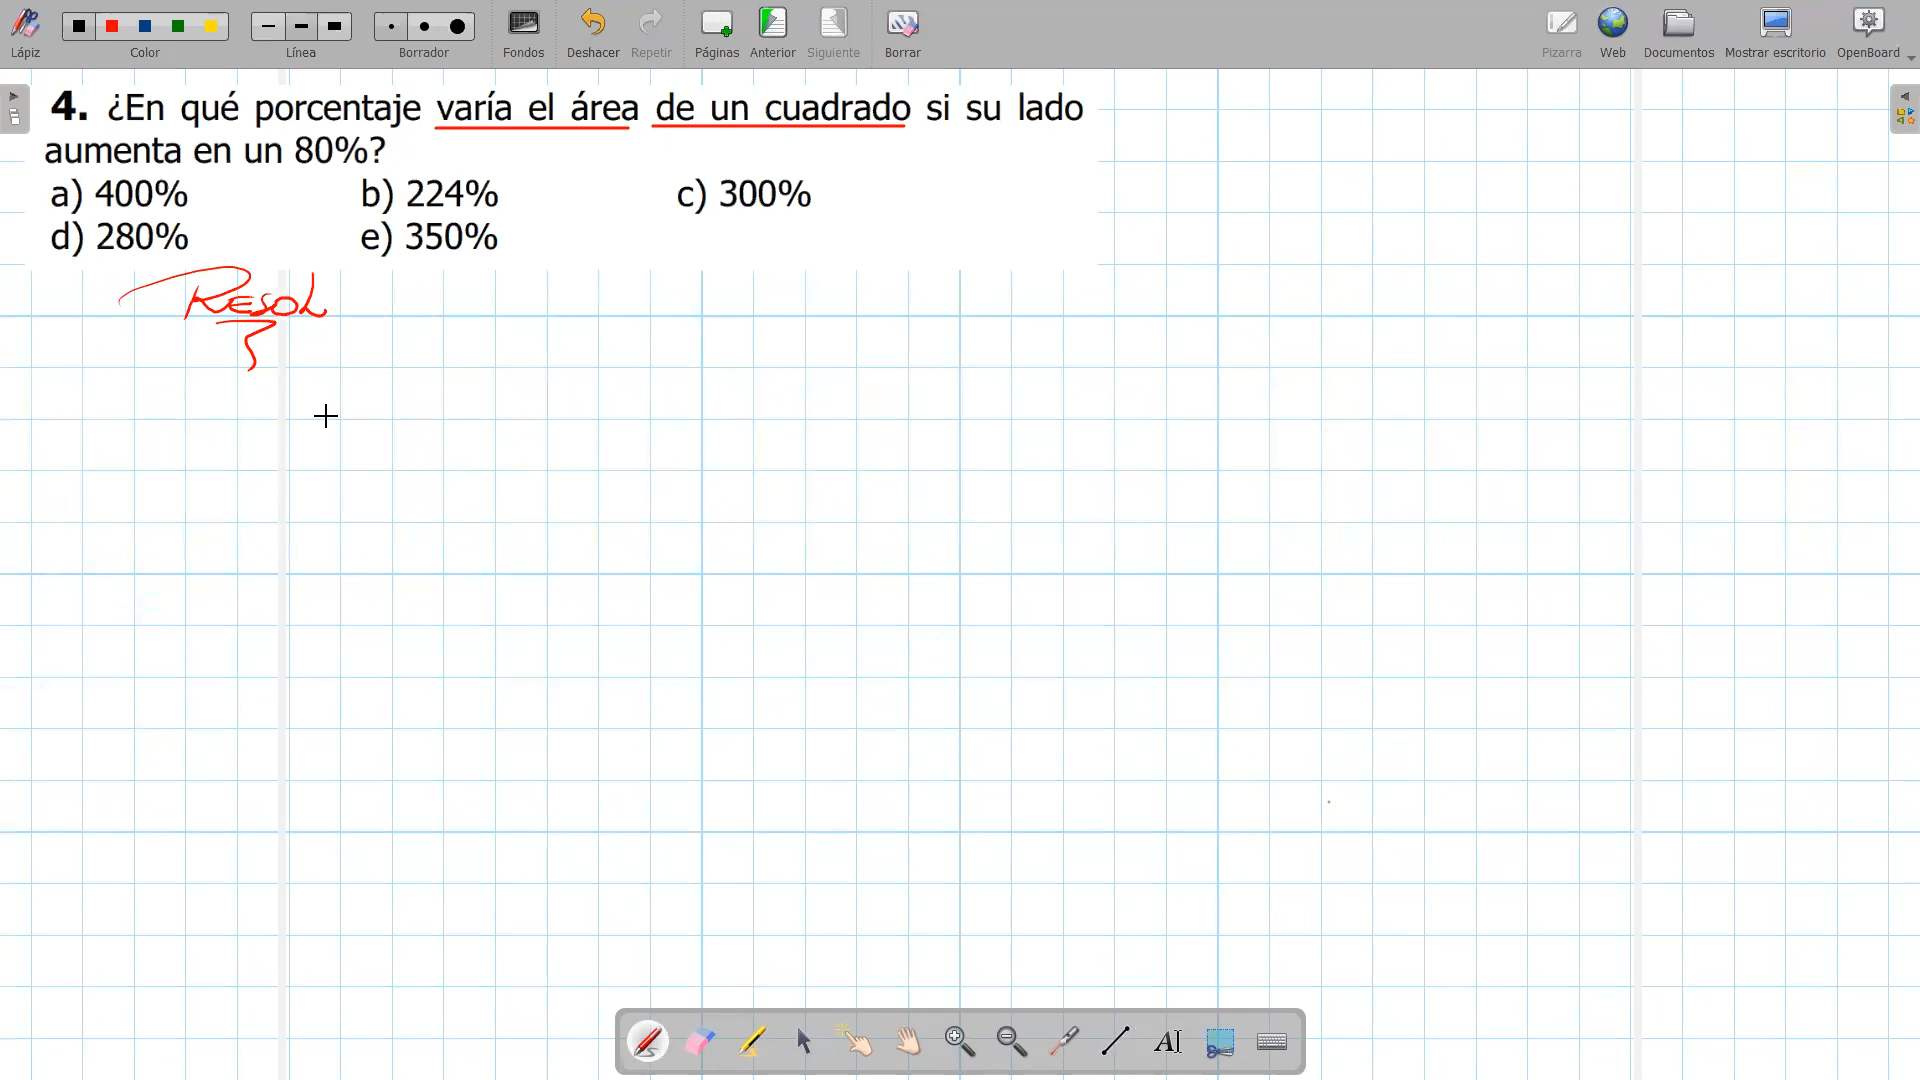 Lápiz Color Línea Borrador Fondos Deshacer Repetir Páginas Anterior Siguiente Borrar Pizarra Web Documentos Mostrar escritorio OpenBoard
4. ¿En qué porcentaje varía el área de un cuadrado si su lado
aumenta en un 80%?
a) 400% b) 224% c) 300%
d) 280% e) 350%
RESOL